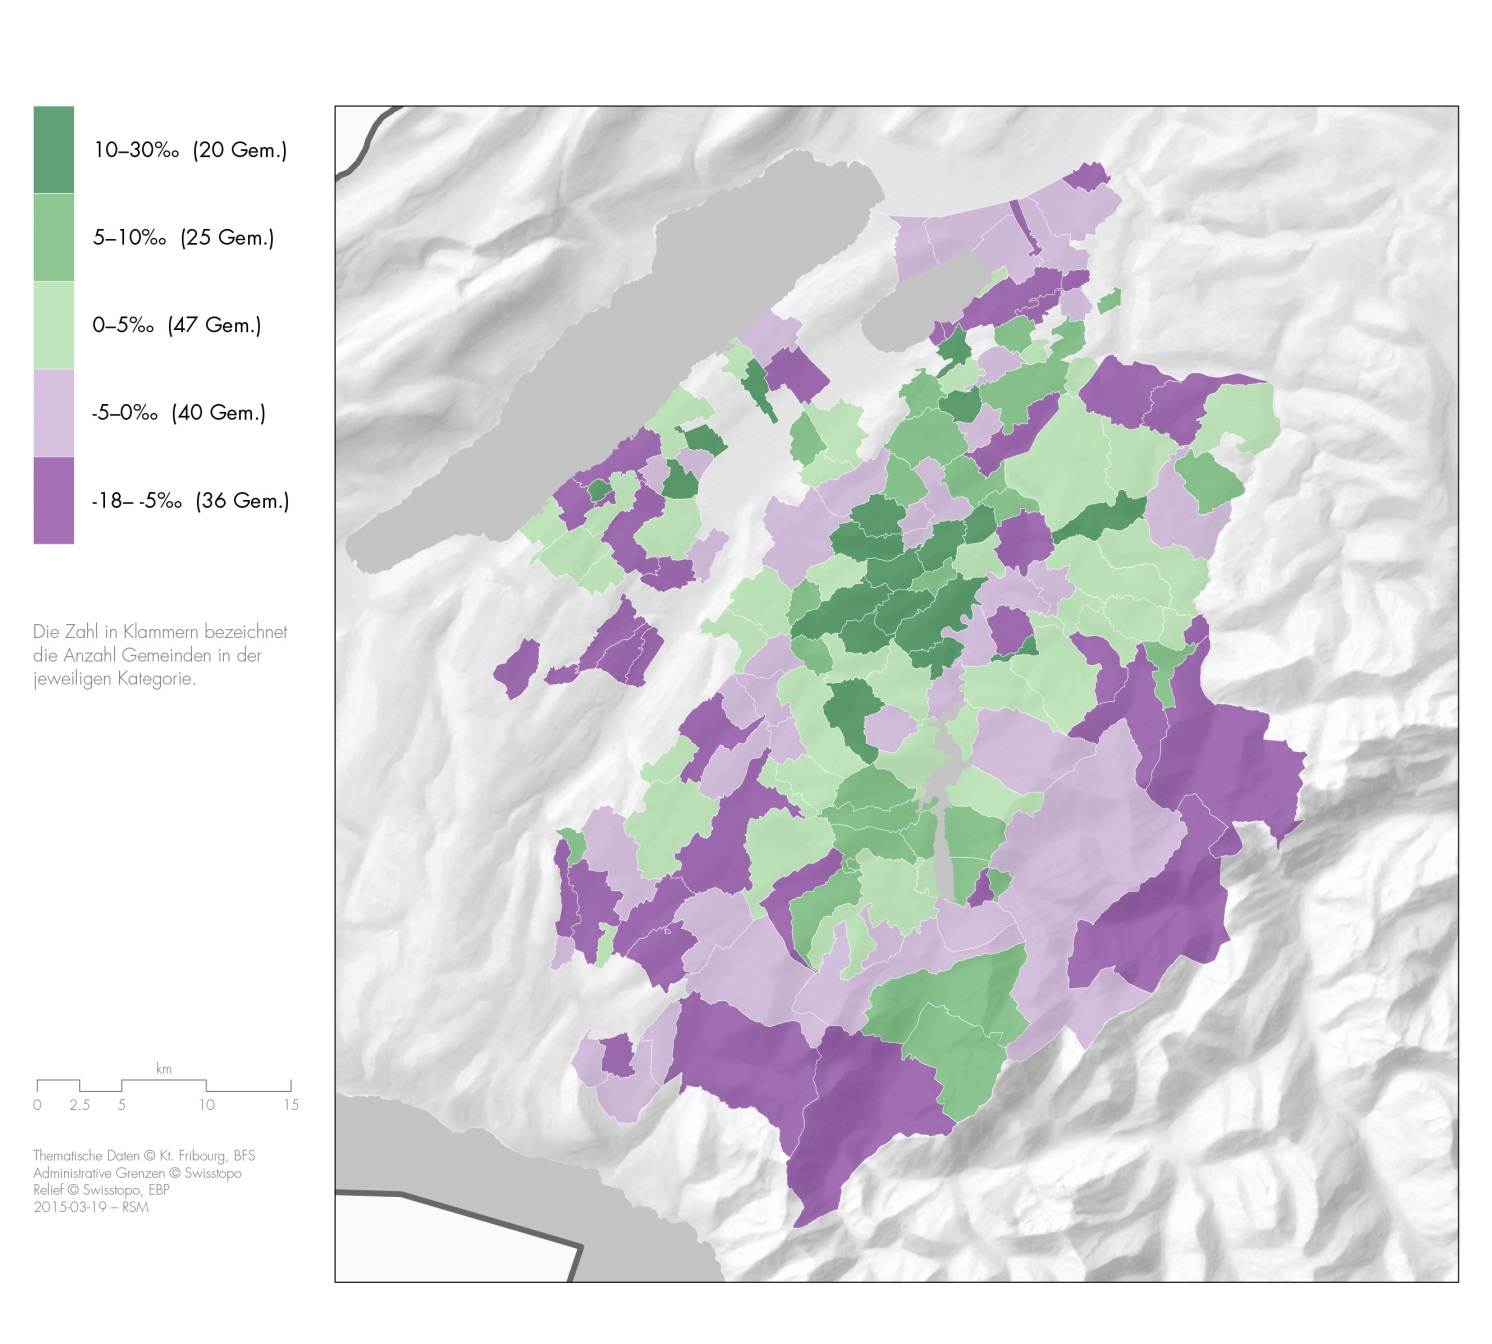 10–30‰ (20 Gem.)
5–10‰ (25 Gem.)
0–5‰ (47 Gem.)
-5–0‰ (40 Gem.)
-18– -5‰ (36 Gem.)
Die Zahl in Klammern bezeichnet
die Anzahl Gemeinden in der
jeweiligen Kategorie.
km
0 2.5 5 10 15
Thematische Daten © Kt. Fribourg, BFS
Administrative Grenzen © Swisstopo
Relief © Swisstopo, EBP
2015-03-19 – RSM